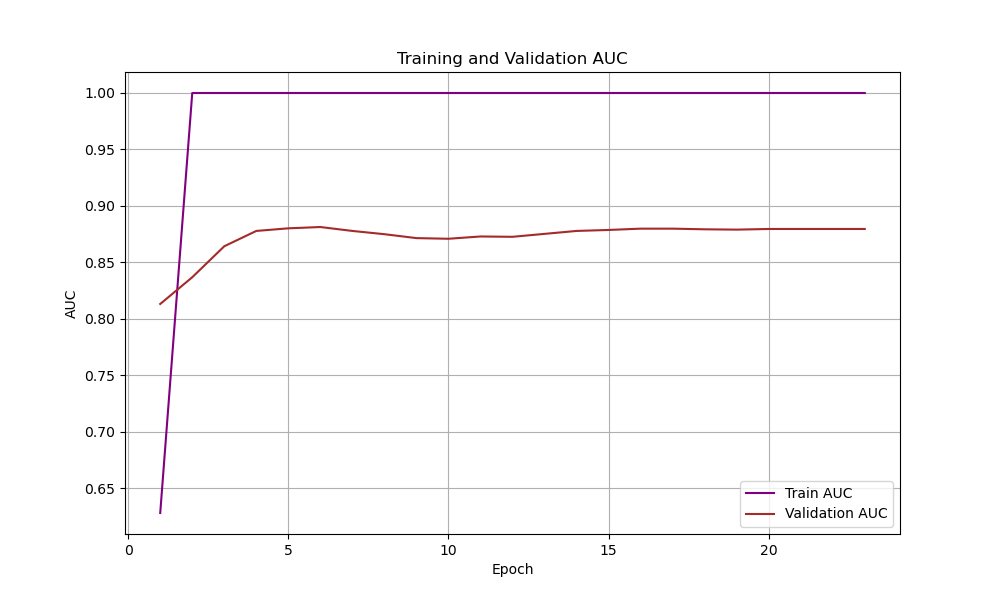 Training and Validation AUC
1.00
0.95
0.90
0.85
0.80
0.75
0.70
0.65
AUC
0 5 10 15 20
Epoch
Train AUC
Validation AUC